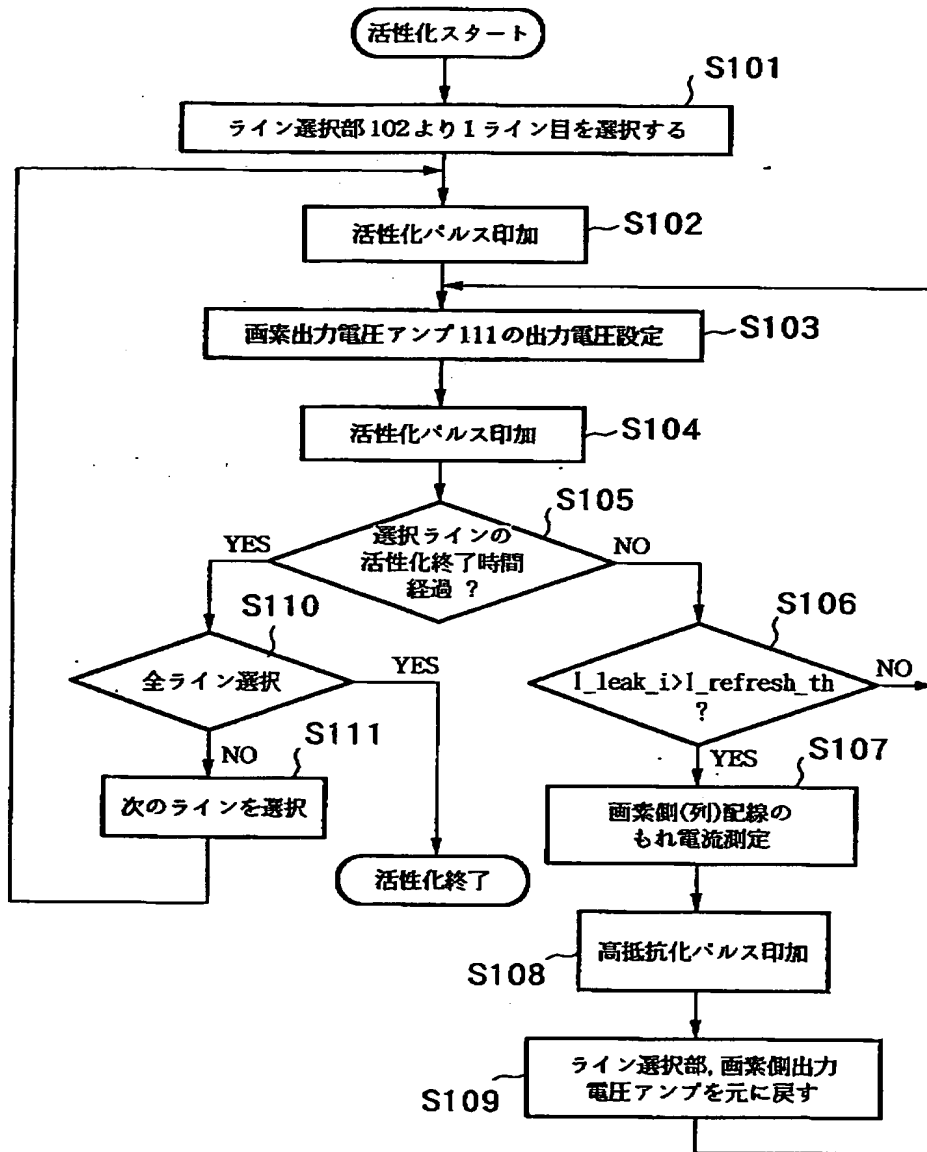 活性化スタート
S101
ライン選択部102より1ライン目を選択する
活性化パルス印加
S102
画素出力電圧アンプ111の出力電圧設定
S103
活性化パルス印加
S104
S105
選択ラインの
活性化終了時間
経過 ?
YES
NO
S110
全ライン選択
YES
NO
S111
次のラインを選択
活性化終了
S106
I_leak_i>I_refresh_th
?
NO
YES
S107
画素側(列)配線の
もれ電流測定
高抵抗化パルス印加
S108
ライン選択部,画素側出力
電圧アンプを元に戻す
S109